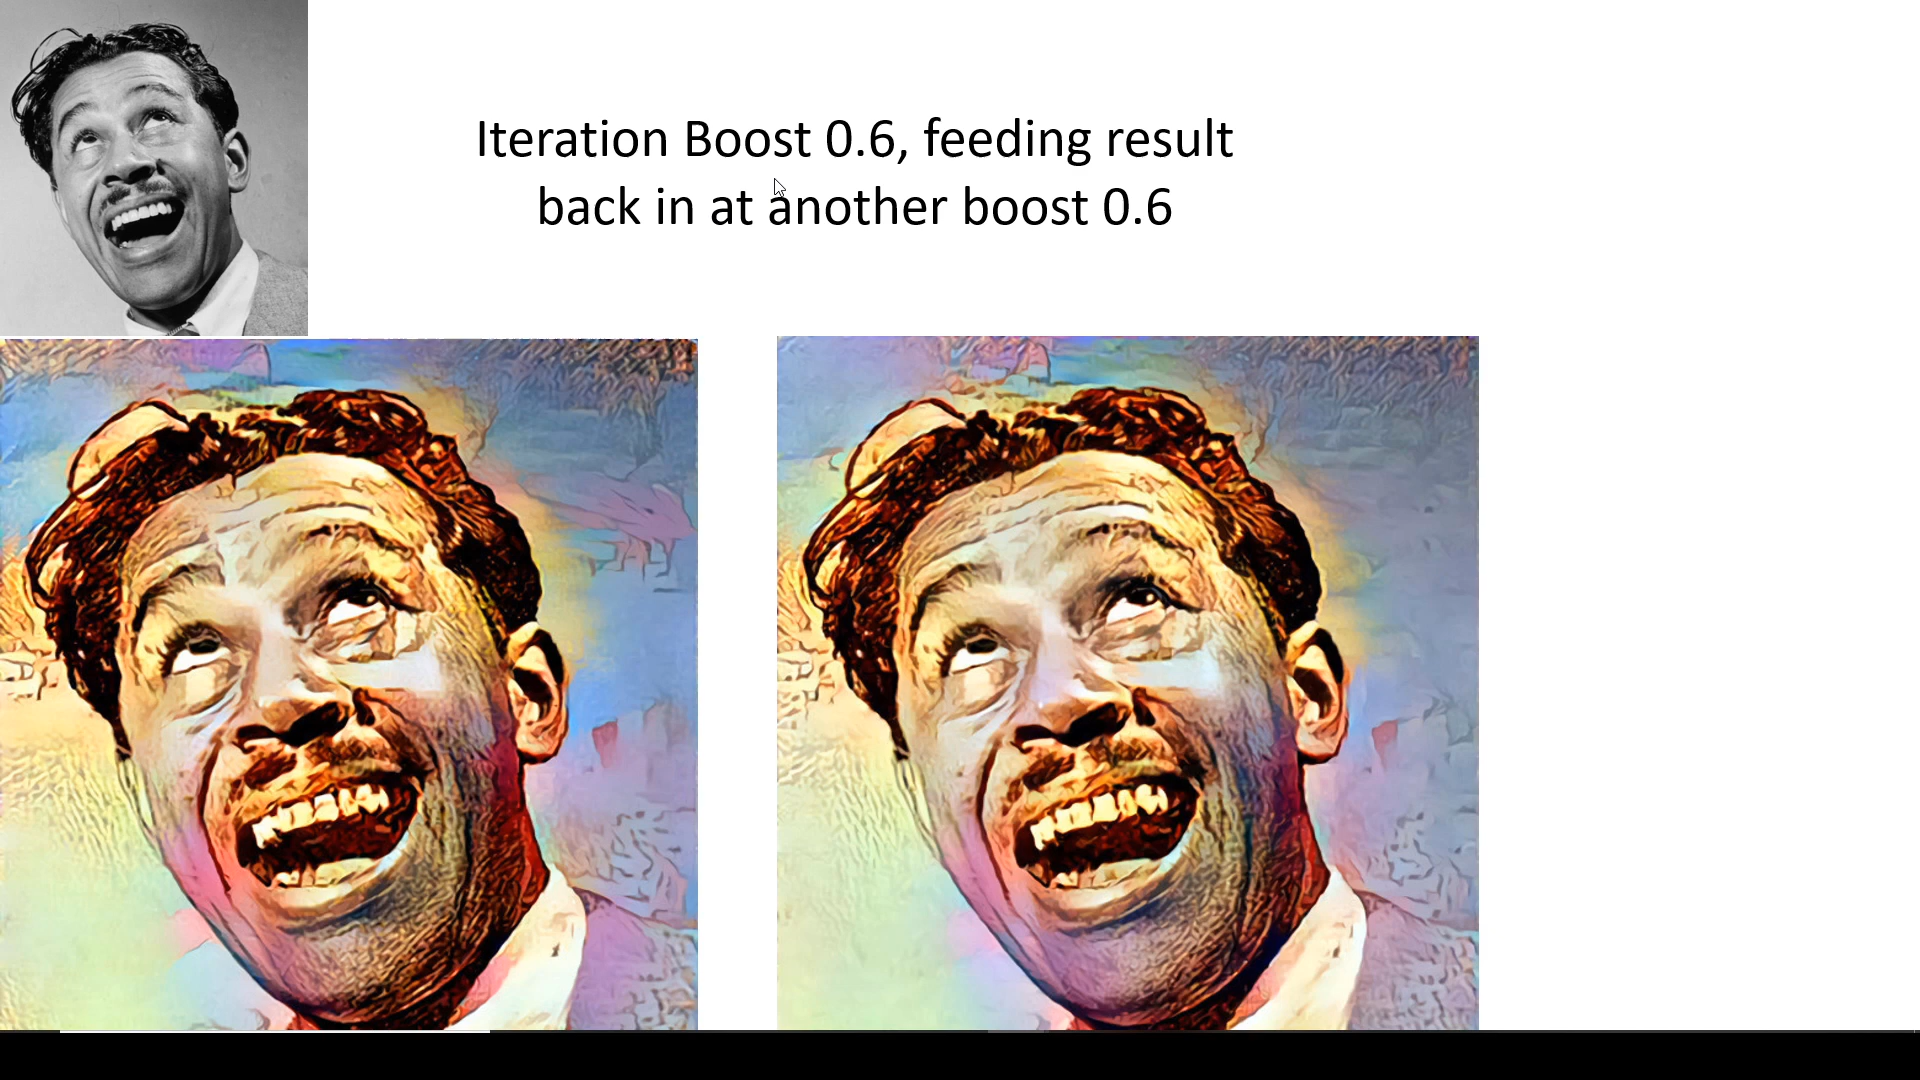 Iteration Boost 0.6, feeding result
back in at another boost 0.6